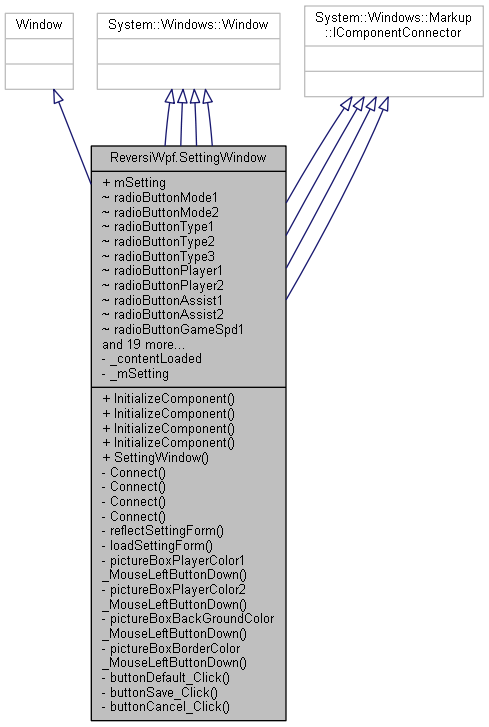 Window
System::Windows::Window
System::Windows::Markup
::IComponentConnector
ReversiWpf.SettingWindow
+ mSetting
~ radioButtonMode1
~ radioButtonMode2
~ radioButtonType1
~ radioButtonType2
~ radioButtonType3
~ radioButtonPlayer1
~ radioButtonPlayer2
~ radioButtonAssist1
~ radioButtonAssist2
~ radioButtonGameSpd1
and 19 more...
- _contentLoaded
- _mSetting
+ InitializeComponent()
+ InitializeComponent()
+ InitializeComponent()
+ InitializeComponent()
+ SettingWindow()
- Connect()
- Connect()
- Connect()
- Connect()
- reflectSettingForm()
- loadSettingForm()
- pictureBoxPlayerColor1
_MouseLeftButtonDown()
- pictureBoxPlayerColor2
_MouseLeftButtonDown()
- pictureBoxBackGroundColor
_MouseLeftButtonDown()
- pictureBoxBorderColor
_MouseLeftButtonDown()
- buttonDefault_Click()
- buttonSave_Click()
- buttonCancel_Click()